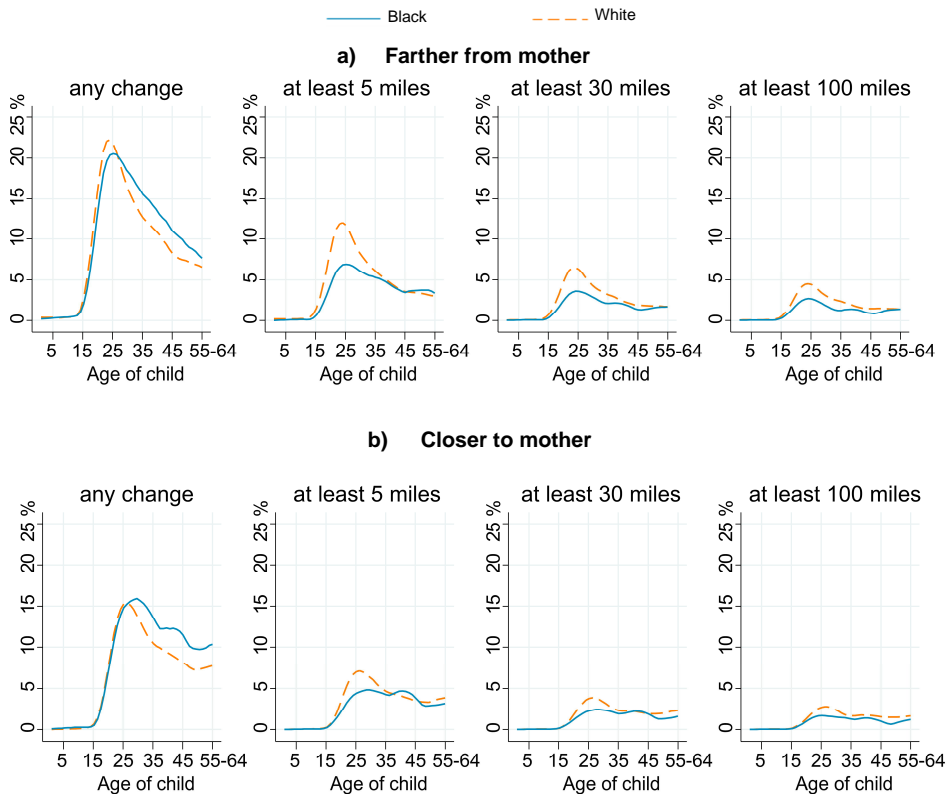 Black White
a) Farther from mother
any change at least 5 miles at least 30 miles at least 100 miles
% % % %
25 25 25 25
20 20 20 20
15 15 15 15
10 10 10 10
5 5 5 5
0 0 0 0
5 15 25 35 45 55-64 5 15 25 35 45 55-64 5 15 25 35 45 55-64 5 15 25 35 45 55-64
Age of child Age of child Age of child Age of child
b) Closer to mother
any change at least 5 miles at least 30 miles at least 100 miles
% % % %
25 25 25 25
20 20 20 20
15 15 15 15
10 10 10 10
5 5 5 5
0 0 0 0
5 15 25 35 45 55-64 5 15 25 35 45 55-64 5 15 25 35 45 55-64 5 15 25 35 45 55-64
Age of child Age of child Age of child Age of child